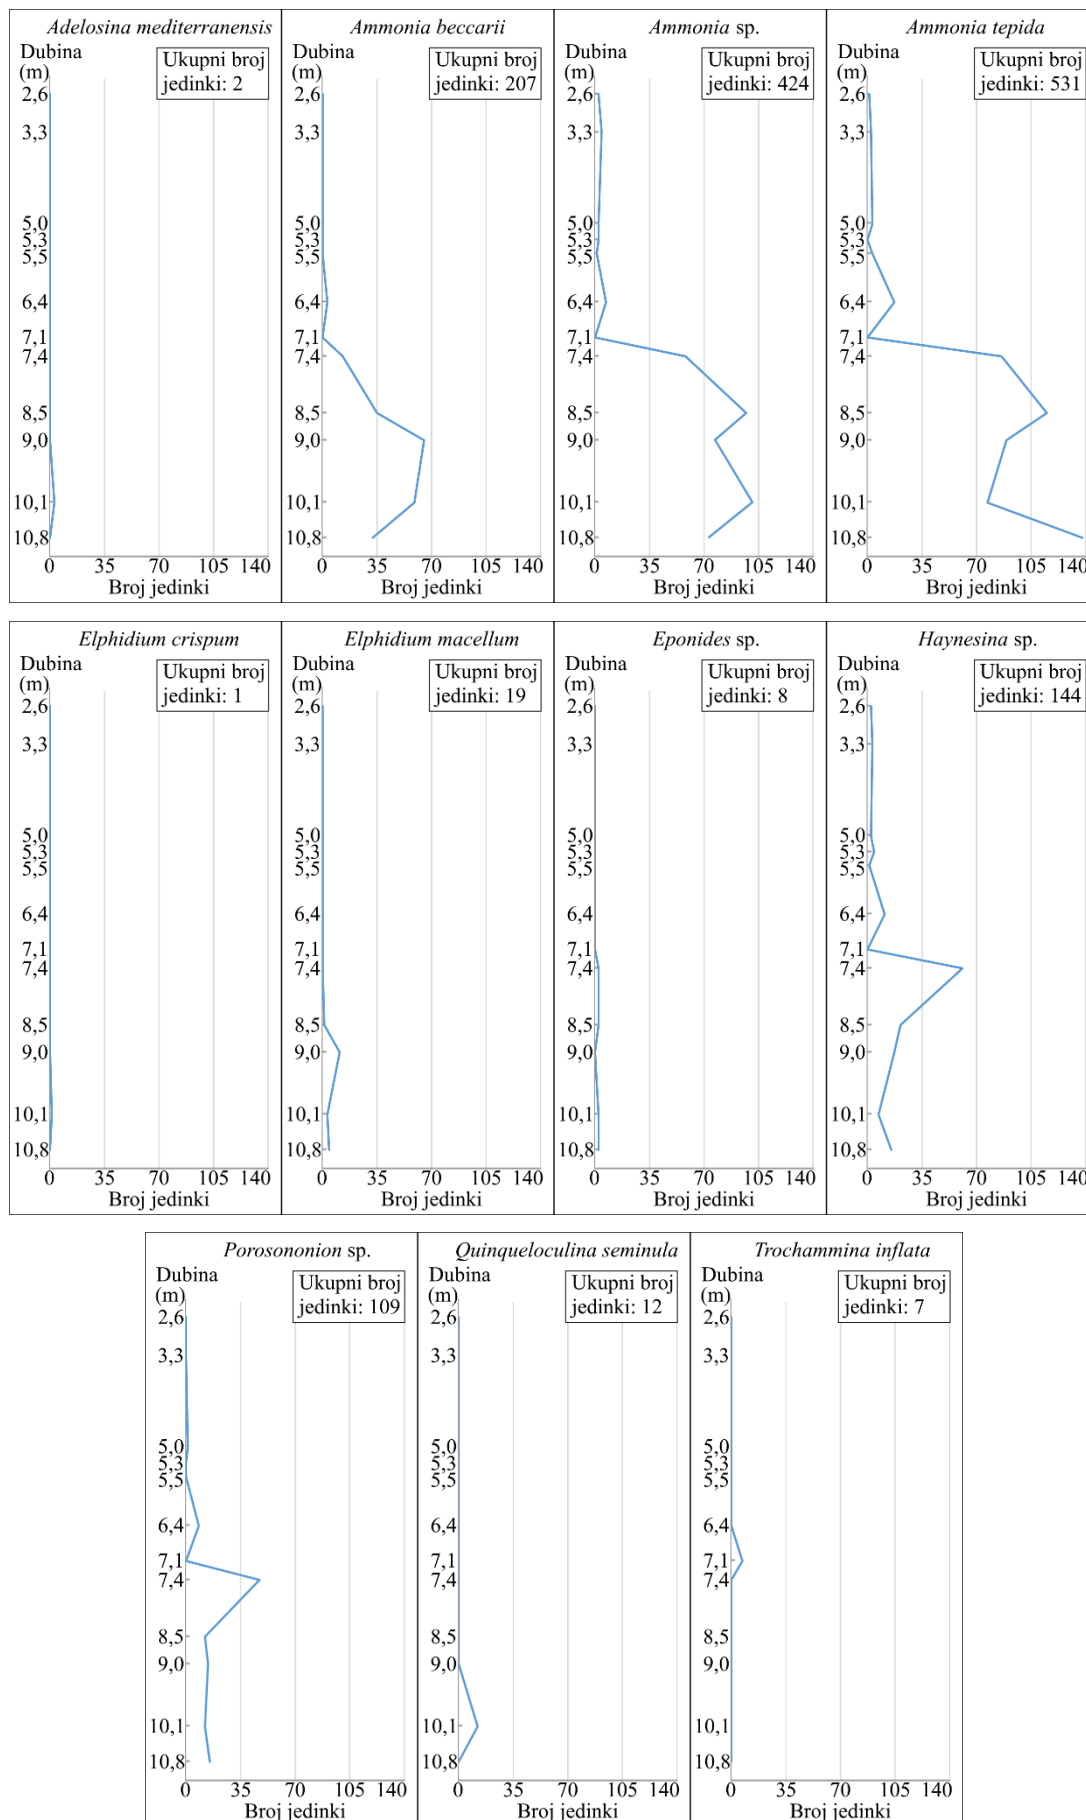 Adelosina mediterranensis
Dubina
(m)
Ukupni broj
jedinki: 2
2,6
3,3
5,0
5,3
5,5
6,4
7,1
7,4
8,5
9,0
10,1
10,8
0 35 70 105 140
Broj jedinki
Ammonia beccarii
Dubina
(m)
Ukupni broj
jedinki: 207
2,6
3,3
5,0
5,3
5,5
6,4
7,1
7,4
8,5
9,0
10,1
10,8
0 35 70 105 140
Broj jedinki
Ammonia sp.
Dubina
(m)
Ukupni broj
jedinki: 424
2,6
3,3
5,0
5,3
5,5
6,4
7,1
7,4
8,5
9,0
10,1
10,8
0 35 70 105 140
Broj jedinki
Ammonia tepida
Dubina
(m)
Ukupni broj
jedinki: 531
2,6
3,3
5,0
5,3
5,5
6,4
7,1
7,4
8,5
9,0
10,1
10,8
0 35 70 105 140
Broj jedinki
Elphidium crispum
Dubina
(m)
Ukupni broj
jedinki: 1
2,6
3,3
5,0
5,3
5,5
6,4
7,1
7,4
8,5
9,0
10,1
10,8
0 35 70 105 140
Broj jedinki
Elphidium macellum
Dubina
(m)
Ukupni broj
jedinki: 19
2,6
3,3
5,0
5,3
5,5
6,4
7,1
7,4
8,5
9,0
10,1
10,8
0 35 70 105 140
Broj jedinki
Eponides sp.
Dubina
(m)
Ukupni broj
jedinki: 8
2,6
3,3
5,0
5,3
5,5
6,4
7,1
7,4
8,5
9,0
10,1
10,8
0 35 70 105 140
Broj jedinki
Haynesina sp.
Dubina
(m)
Ukupni broj
jedinki: 144
2,6
3,3
5,0
5,3
5,5
6,4
7,1
7,4
8,5
9,0
10,1
10,8
0 35 70 105 140
Broj jedinki
Porosononion sp.
Dubina
(m)
Ukupni broj
jedinki: 109
2,6
3,3
5,0
5,3
5,5
6,4
7,1
7,4
8,5
9,0
10,1
10,8
0 35 70 105 140
Broj jedinki
Quinqueloculina seminula
Dubina
(m)
Ukupni broj
jedinki: 12
2,6
3,3
5,0
5,3
5,5
6,4
7,1
7,4
8,5
9,0
10,1
10,8
0 35 70 105 140
Broj jedinki
Trochammina inflata
Dubina
(m)
Ukupni broj
jedinki: 7
2,6
3,3
5,0
5,3
5,5
6,4
7,1
7,4
8,5
9,0
10,1
10,8
0 35 70 105 140
Broj jedinki